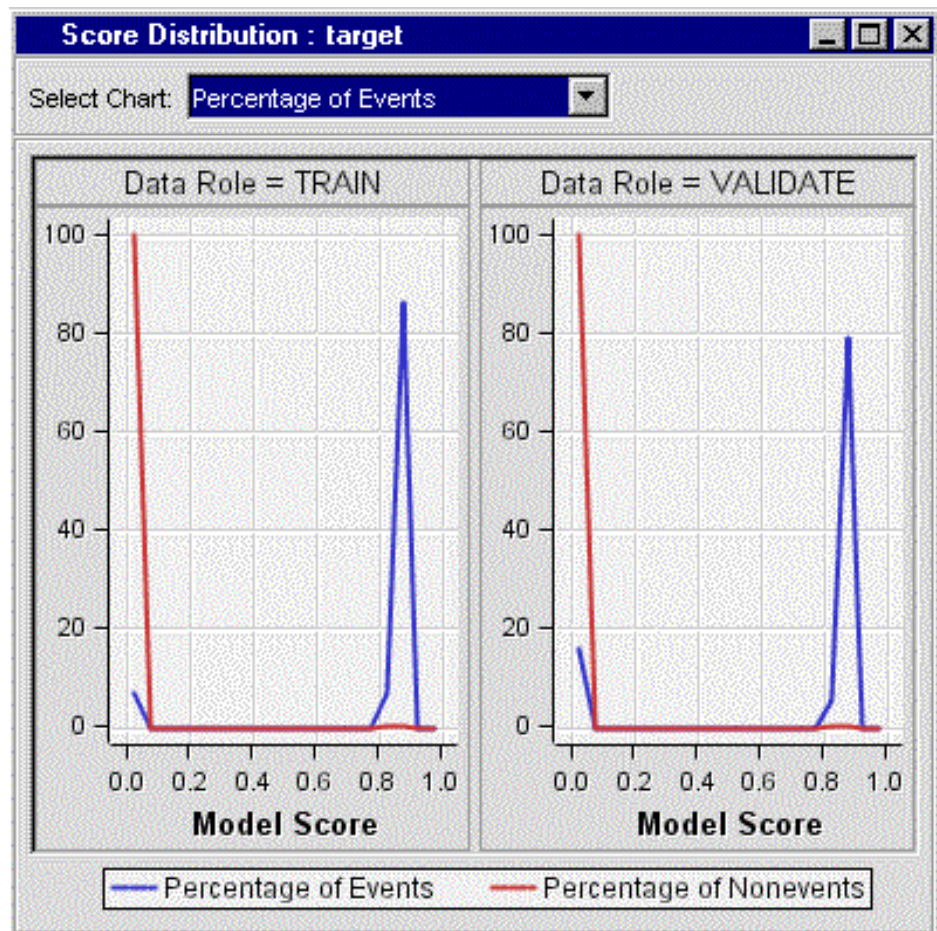 Score Distribution : target
Select Chart: Percentage of Events
Data Role = TRAIN
100
80
60
40
20
0
0.0 0.2 0.4 0.6 0.8 1.0
Model Score
Data Role = VALIDATE
100
80
60
40
20
0
0.0 0.2 0.4 0.6 0.8 1.0
Model Score
Percentage of Events Percentage of Nonevents